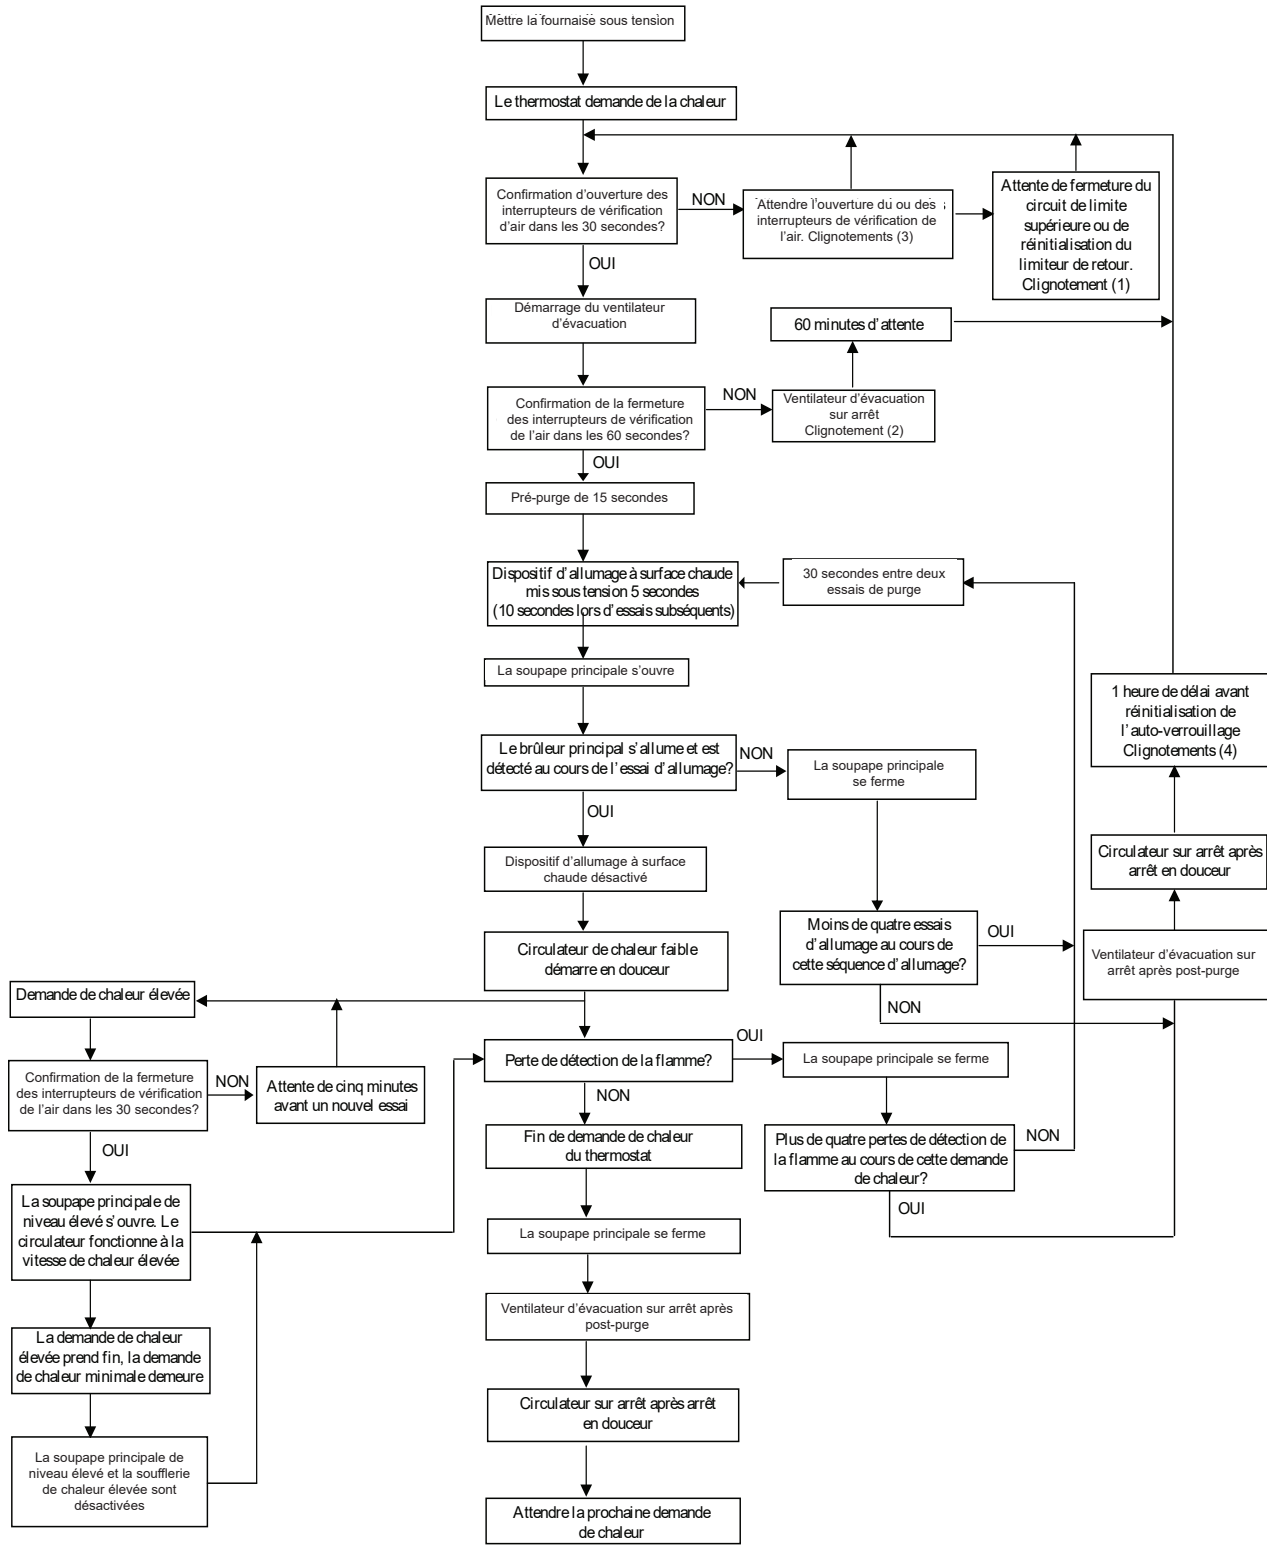 Mettre la fournaise sous tension
Le thermostat demande de la chaleur
Confirmation d'ouverture des
interrupteurs de vérification
d'air dans les 30 secondes?
NON
Attendre l'ouverture du ou des
interrupteurs de vérification de
l'air. Clignotements (3)
Attente de fermeture du
circuit de limite
supérieure ou de
réinitialisation du
limiteur de retour.
Clignotement (1)
OUI
Démarrage du ventilateur
d'évacuation
60 minutes d'attente
Confirmation de la fermeture
des interrupteurs de vérification
de l'air dans les 60 secondes?
NON
Ventilateur d'évacuation
sur arrêt
Clignotement (2)
OUI
Pré-purge de 15 secondes
Dispositif d'allumage à surface chaude
mis sous tension 5 secondes
(10 secondes lors d'essais subséquents)
30 secondes entre deux
essais de purge
La soupape principale s'ouvre
1 heure de délai avant
réinitialisation de
l'auto-verrouillage
Clignotements (4)
Le brûleur principal s'allume et est
détecté au cours de l'essai d'allumage?
NON
La soupape principale
se ferme
OUI
Dispositif d'allumage à surface
chaude désactivé
Circulateur sur arrêt après
arrêt en douceur
Moins de quatre essais
d'allumage au cours de
cette séquence d'allumage?
OUI
NON
Ventilateur d'évacuation sur
arrêt après post-purge
Circulateur de chaleur faible
démarre en douceur
Demande de chaleur élevée
Confirmation de la fermeture
des interrupteurs de vérification
de l'air dans les 30 secondes?
NON
Attente de cinq minutes
avant un nouvel essai
Perte de détection de la flamme?
OUI
La soupape principale se ferme
NON
OUI
Fin de demande de chaleur
du thermostat
Plus de quatre pertes de détection de
la flamme au cours de cette demande
de chaleur?
NON
OUI
La soupape principale de
niveau élevé s'ouvre. Le
circulateur fonctionne à la
vitesse de chaleur élevée
La soupape principale se ferme
La demande de chaleur
élevée prend fin, la demande
de chaleur minimale demeure
Ventilateur d'évacuation sur arrêt après
post-purge
Circulateur sur arrêt après arrêt
en douceur
La soupape principale de
niveau élevé et la soufflerie
de chaleur élevée sont
désactivées
Attendre la prochaine demande
de chaleur